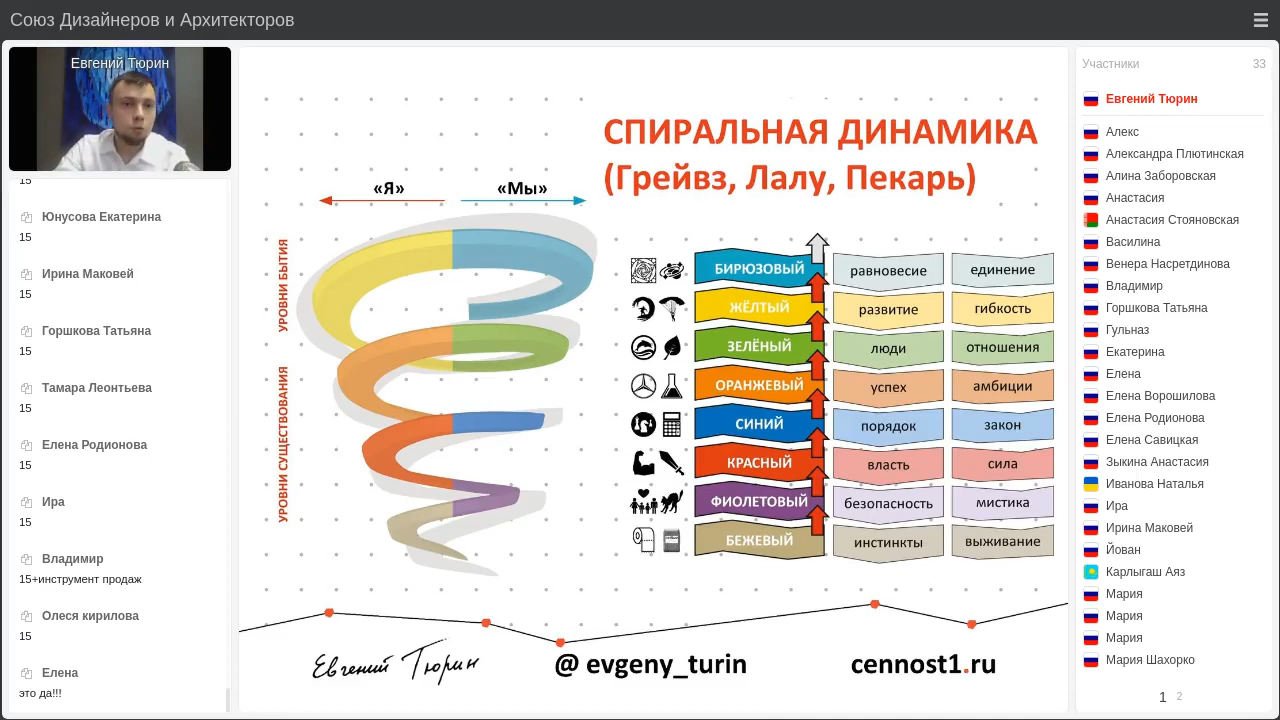 Союз Дизайнеров и Архитекторов
Евгений Тюрин
15
Юнусова Екатерина
15
Ирина Маковей
15
Горшкова Татьяна
15
Тамара Леонтьева
15
Елена Родионова
15
Ира
15
Владимир
15+инструмент продаж
Олеся кирилова
15
Елена
это да!!!
СПИРАЛЬНАЯ ДИНАМИКА
(Грейвз, Лалу, Пекарь)
«Я» «Мы»
УРОВНИ БЫТИЯ
УРОВНИ СУЩЕСТВОВАНИЯ
БИРЮЗОВЫЙ равновесие единение
ЖЁЛТЫЙ развитие гибкость
ЗЕЛЁНЫЙ люди отношения
ОРАНЖЕВЫЙ успех амбиции
СИНИЙ порядок закон
КРАСНЫЙ власть сила
ФИОЛЕТОВЫЙ безопасность мистика
БЕЖЕВЫЙ инстинкты выживание
Евгений Тюрин
@ evgeny_turin
cennost1.ru
Участники 33
Евгений Тюрин
Алекс
Александра Плютинская
Алина Заборовская
Анастасия
Анастасия Стояновская
Василина
Венера Насретдинова
Владимир
Горшкова Татьяна
Гульназ
Екатерина
Елена
Елена Ворошилова
Елена Родионова
Елена Савицкая
Зыкина Анастасия
Иванова Наталья
Ира
Ирина Маковей
Йован
Карлыгаш Аяз
Мария
Мария
Мария
Мария Шахорко
1 2